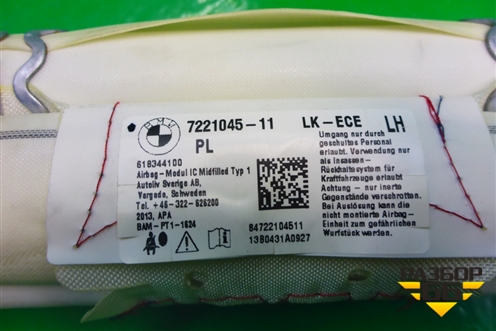 BMW
7221045-11
LK-ECE
LH
PL
618344100
Airbag-Modul IC Midfilled Typ 1
Autoliv Sverige AB,
Vargada, Schweden
Tel. +46-322-626200
2013, APA
BAM-PT1-1624
84722104511
13B0431A0927
Umgang nur durch
geschultes Personal
erlaubt. Verwendung nur
als Insassen-
Rückhaltesystem für
Kraftfahrzeuge erlaubt
Achtung - nur inerte
Gegenstände verschrotten.
Bei Auslösung kann die
nicht montierte Airbag-
Einheit zum gefährlichen
Wurfstück werden.
РАЗБОР